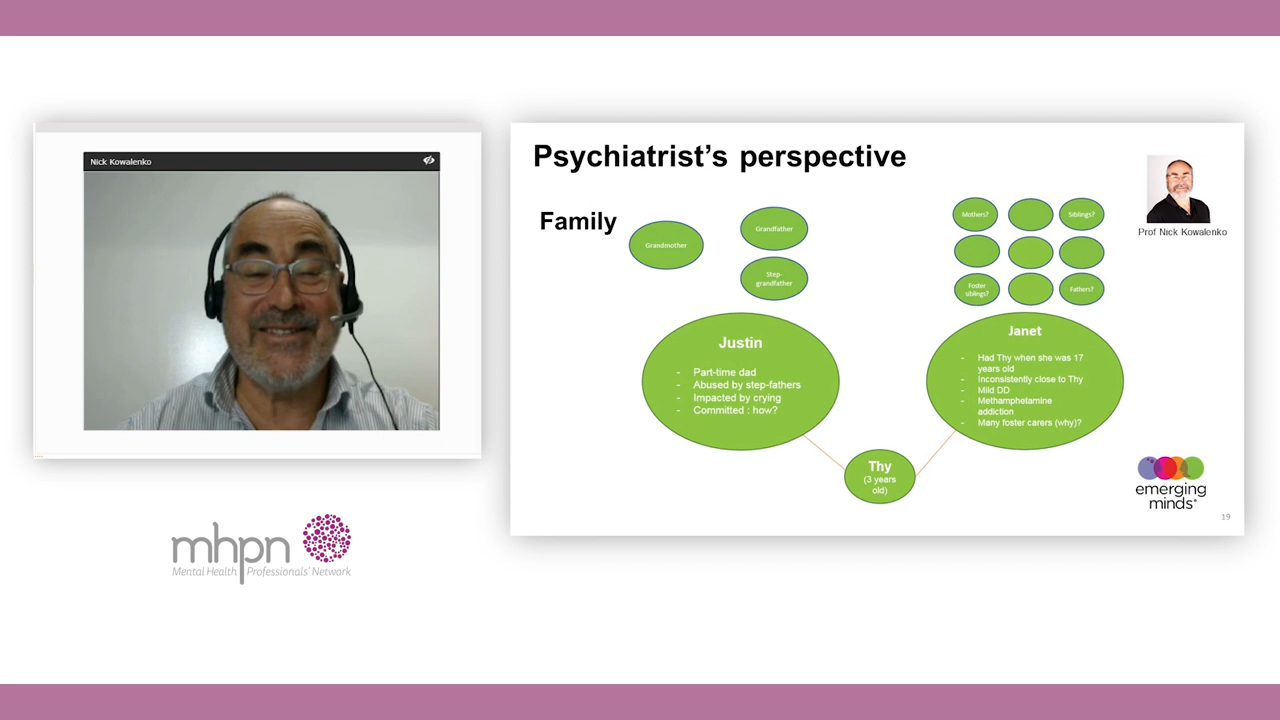 Nick Kowalenko
mhpn
Mental Health Professionals' Network
Psychiatrist's perspective
Family
Grandmother
Grandfather
Step-
grandfather
Mothers?
Siblings?
Foster
siblings?
Fathers?
Prof Nick Kowalenko
Justin
- Part-time dad
- Abused by step-fathers
- Impacted by crying
- Committed : how?
Janet
- Had Thy when she was 17
years old
- Inconsistently close to Thy
- Mild DD
- Methamphetamine
addiction
- Many foster carers (why)?
Thy
(3 years
old)
emerging
minds
19